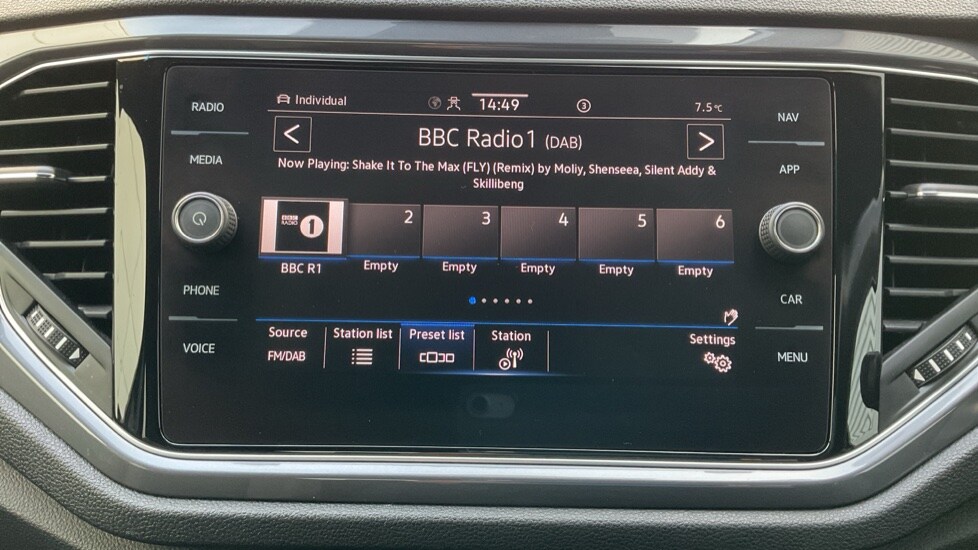 RADIO
MEDIA
PHONE
VOICE
Individual
14:49
3
7.5°C
<
BBC Radio1 (DAB)
>
Now Playing: Shake It To The Max (FLY) (Remix) by Moliy, Shenseea, Silent Addy &
Skillibeng
BBC
RADIO
1
2
3
4
5
6
BBC R1
Empty
Empty
Empty
Empty
Empty
Source
FM/DAB
Station list
Preset list
Station
Settings
NAV
APP
CAR
MENU